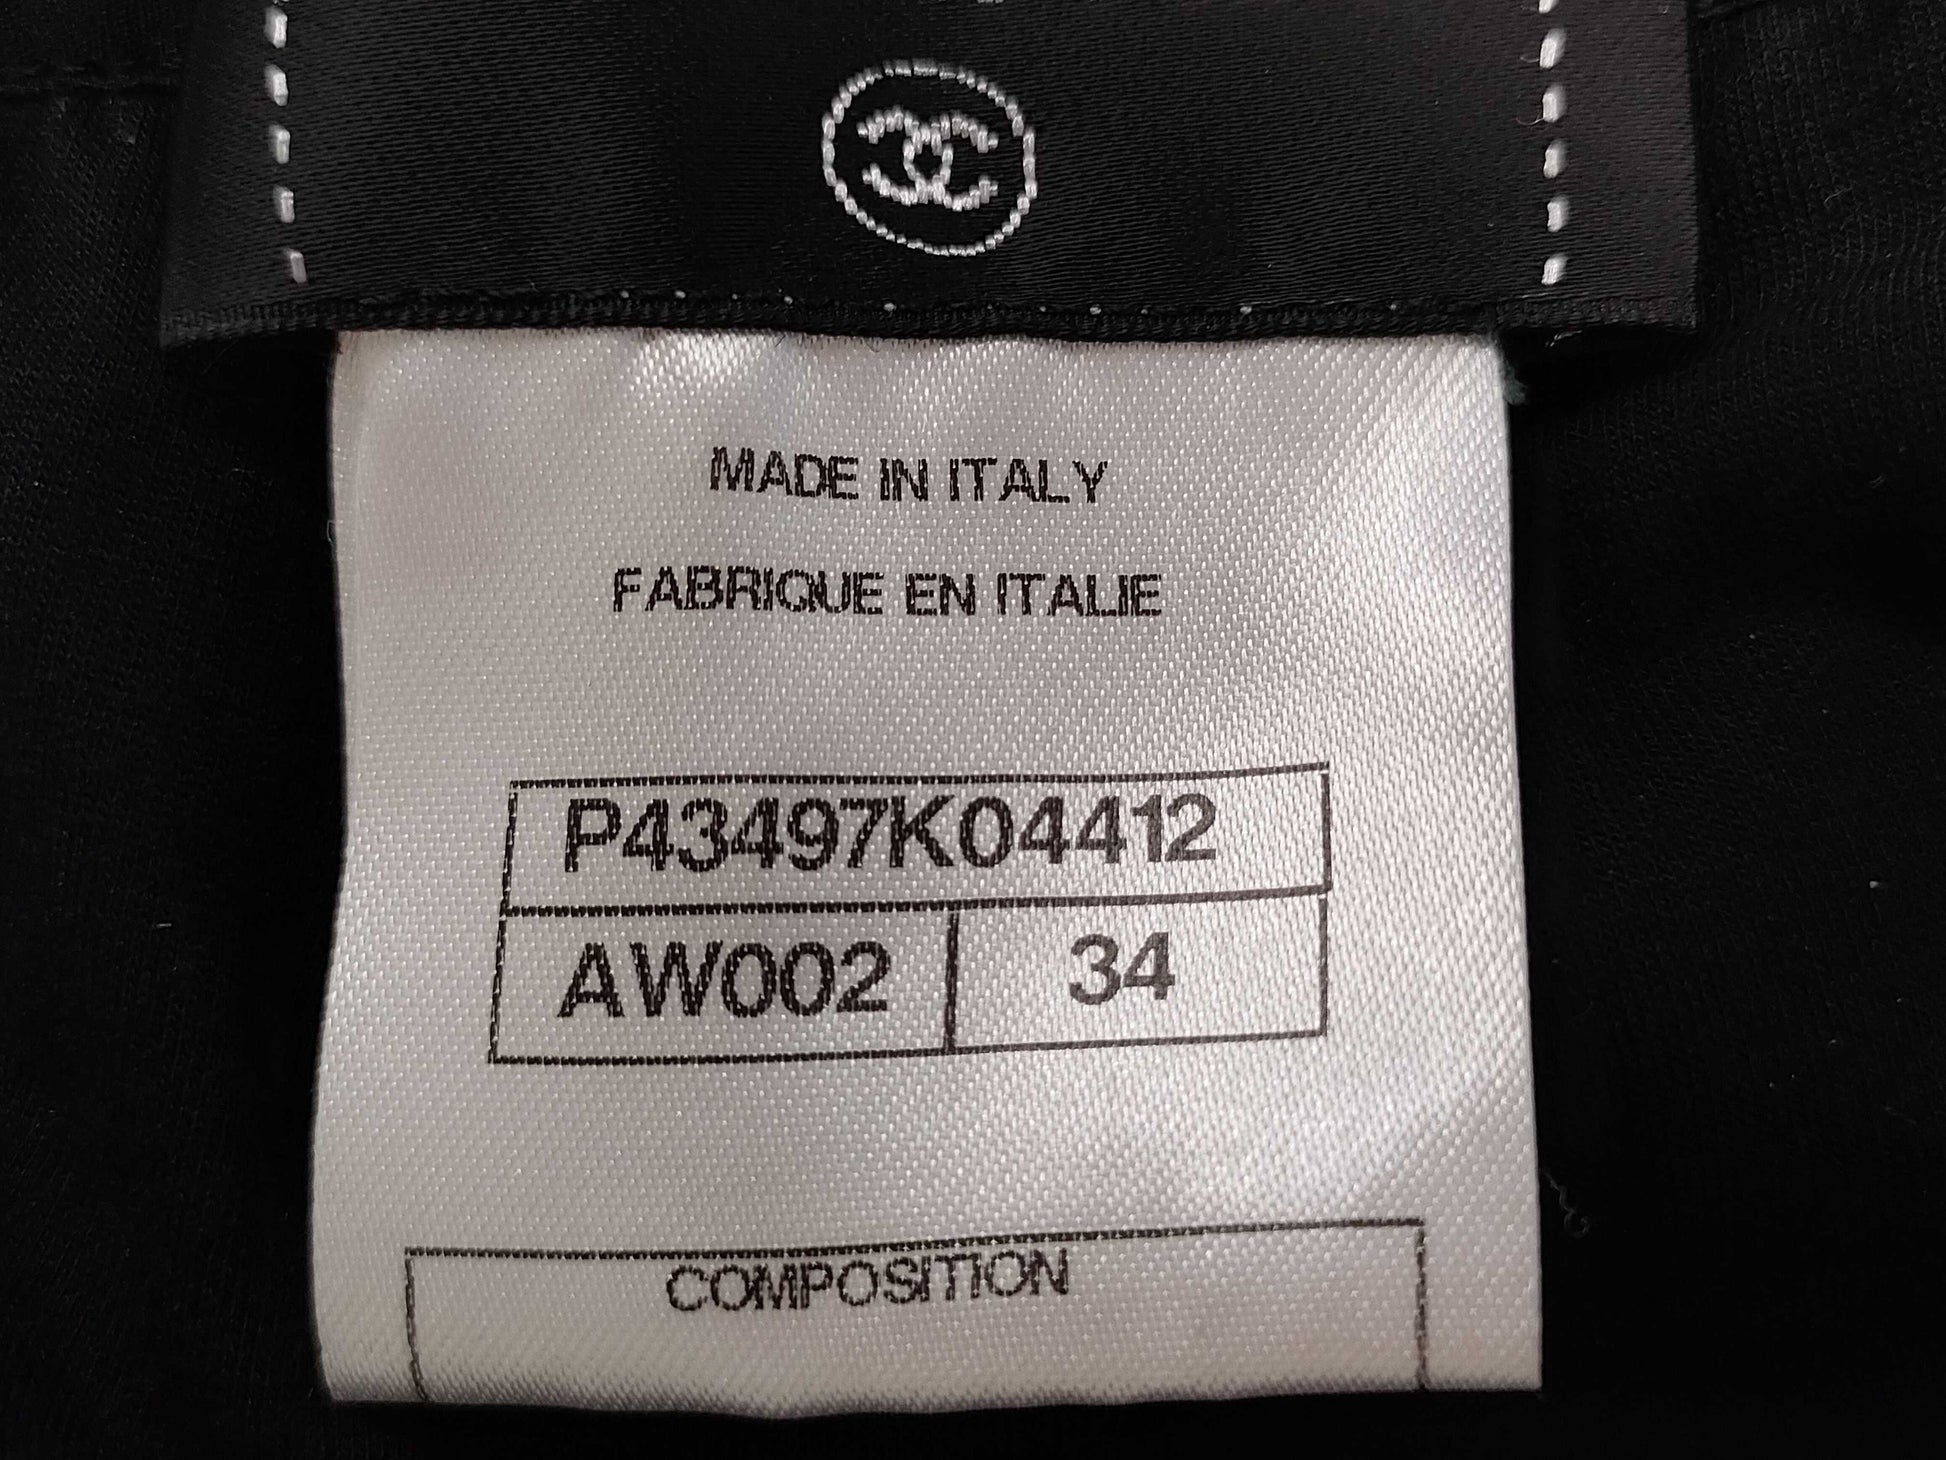 MADE IN ITALY
FABRIQUE EN ITALIE
P43497K04412
AW002 34
COMPOSITION